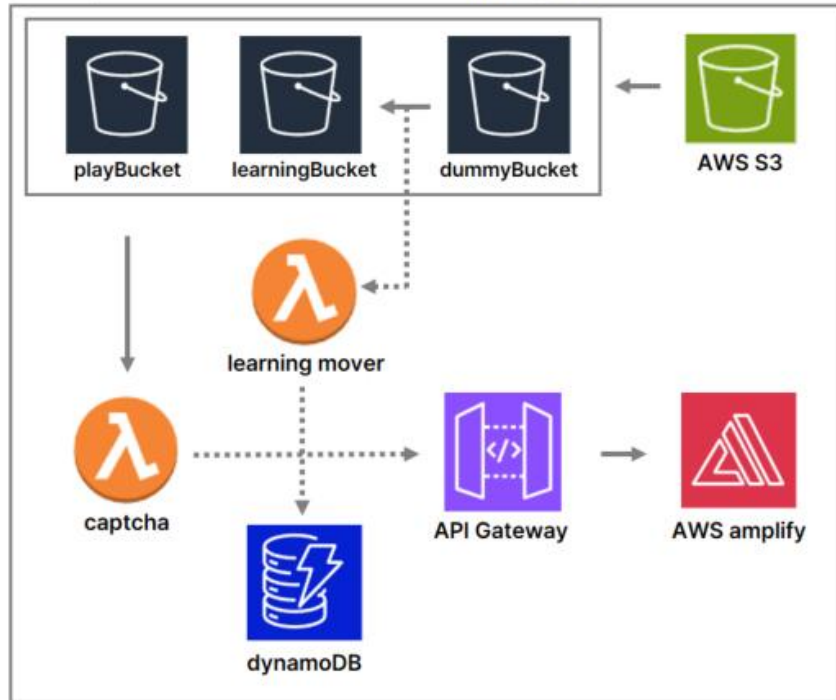 playBucket
learningBucket
dummyBucket
AWS S3
learning mover
captcha
</>
API Gateway
AWS amplify
dynamoDB